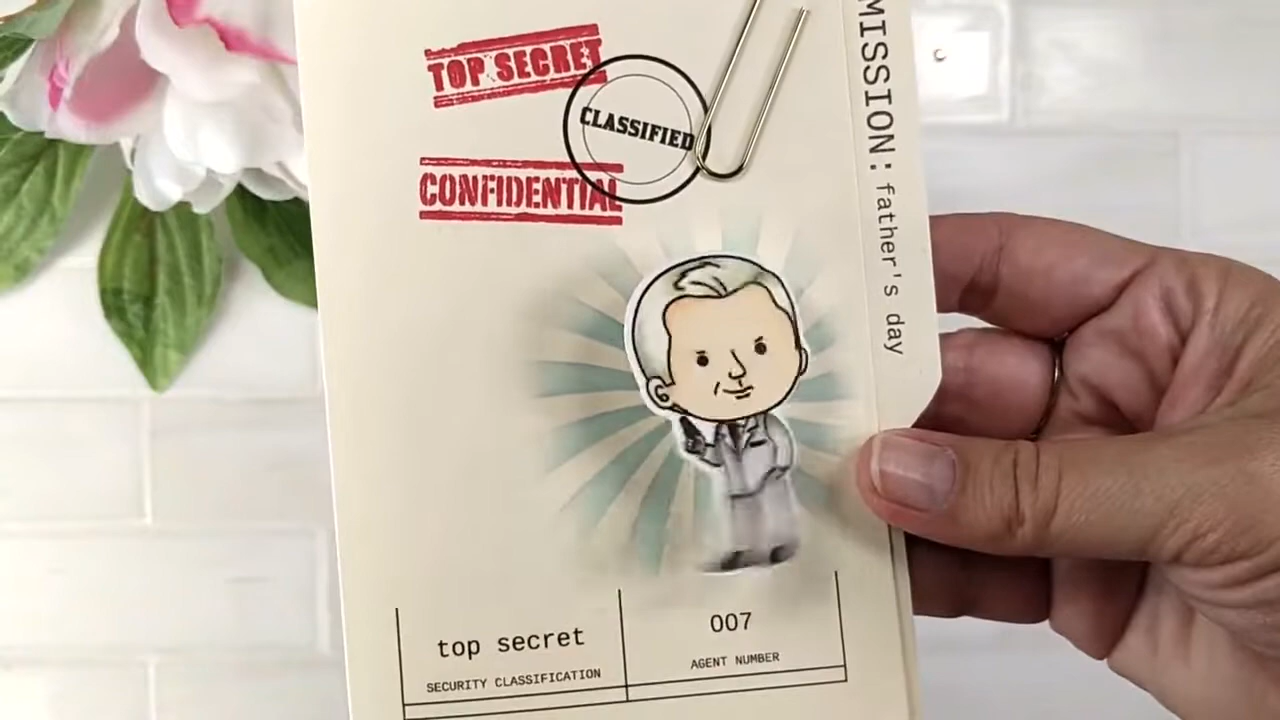 TOP SECRET
CLASSIFIED
CONFIDENTIAL
MISSION: father's day
top secret
SECURITY CLASSIFICATION
007
AGENT NUMBER